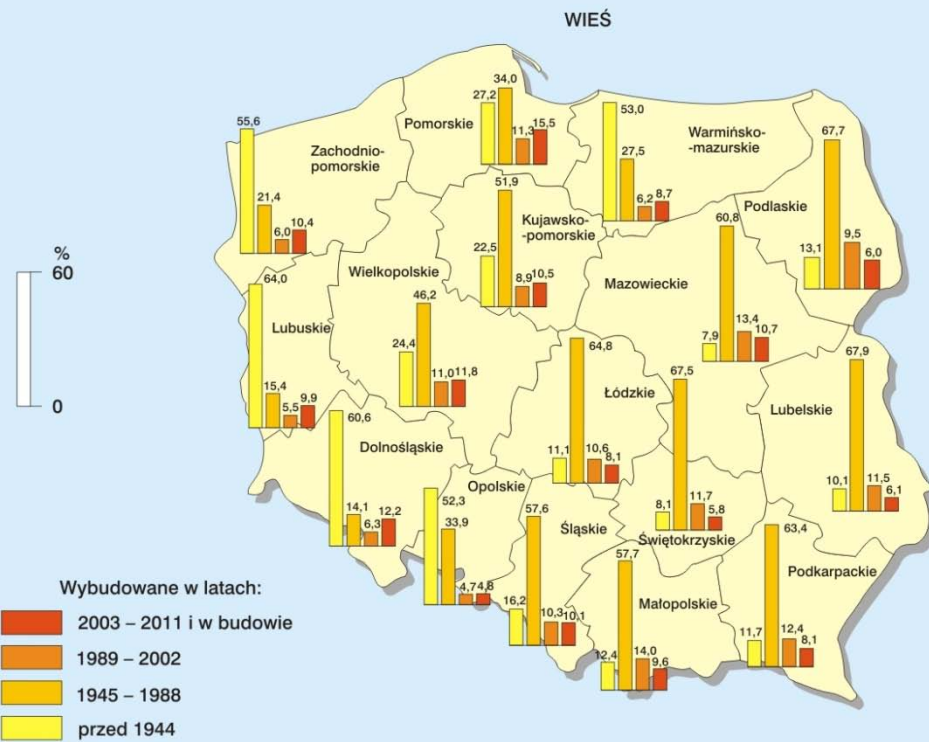 WIEŚ
Pomorskie
27,2
34,0
11,3
15,5
Zachodnio-
pomorskie
55,6
21,4
6,0
10,4
Warmińsko-
-mazurskie
53,0
27,5
6,2
8,7
Podlaskie
13,1
67,7
9,5
6,0
Kujawsko-
-pomorskie
22,5
51,9
8,9
10,5
Mazowieckie
7,9
60,8
13,4
10,7
%
60
0
Lubuskie
64,0
15,4
5,5
9,9
Wielkopolskie
24,4
46,2
11,0
11,8
Łódzkie
11,1
64,8
10,6
8,1
Lubelskie
10,1
67,9
11,5
6,1
Dolnośląskie
60,6
14,1
6,3
12,2
Opolskie
52,3
33,9
4,7
4,8
Śląskie
16,2
57,6
10,3
10,1
Świętokrzyskie
8,1
67,5
11,7
5,8
Małopolskie
12,4
57,7
14,0
9,6
Podkarpackie
11,7
63,4
12,4
8,1
Wybudowane w latach:
2003 – 2011 i w budowie
1989 – 2002
1945 – 1988
przed 1944